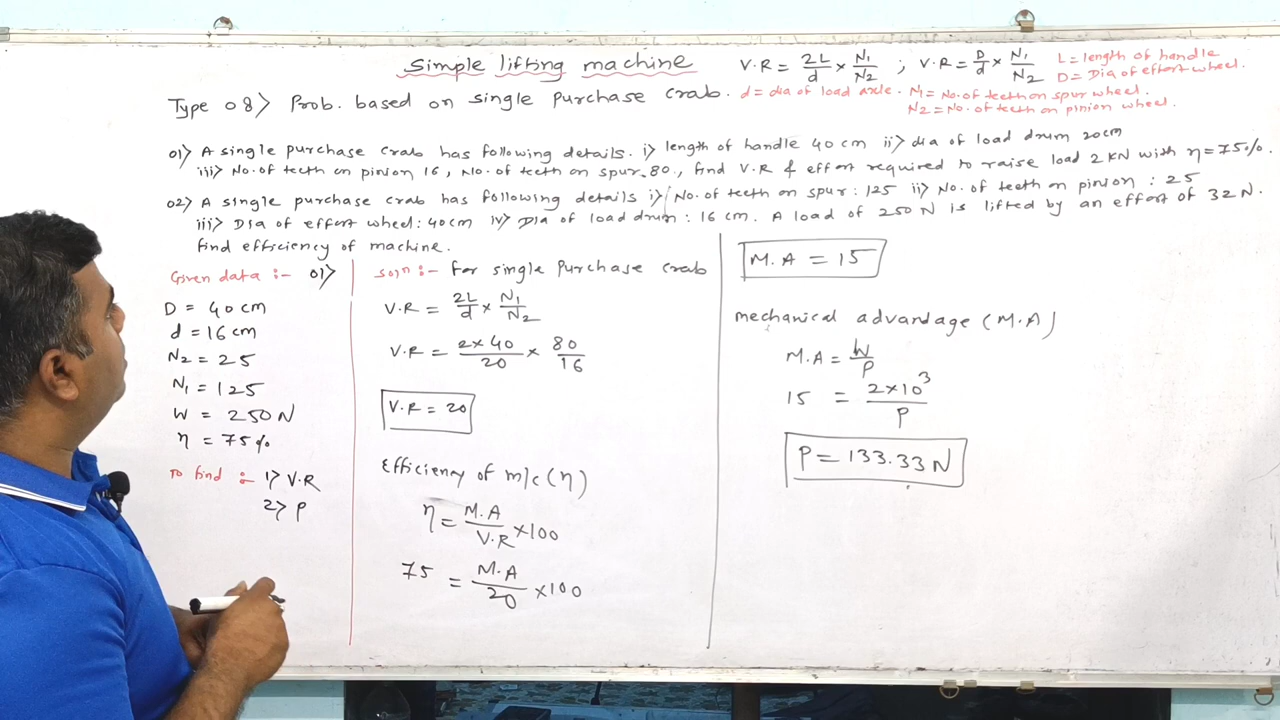 Simple lifting machine
V.R = 2L/d × N1/N2 ; V.R = D/d × N1/N2
L = length of handle
D = Dia of effort wheel.
Type 08> Prob. based on single purchase crab.
d = dia of load axle. N1 = No. of teeth on spur wheel.
N2 = No. of teeth on pinion wheel.
01> A single purchase crab has following details. i> length of handle 40 cm ii> dia of load drum 20cm
iii> No. of teeth on pinion 16, No. of teeth on spur 80, find V.R & effort required to raise load 2 KN with η = 75%.
02> A single purchase crab has following details i> No. of teeth on spur : 125 ii> No. of teeth on pinion : 25
iii> Dia of effort wheel : 40cm iv> Dia of load drum : 16 cm. A load of 250 N is lifted by an effort of 32 N.
find efficiency of machine.
Given data :- 01>
D = 40 cm
d = 16 cm
N2 = 25
N1 = 125
W = 250 N
η = 75%
To find :- 1> V.R
2> P
Soln :- for single purchase crab
V.R = 2L/d × N1/N2
V.R = 2×40/20 × 80/16
V.R = 20
Efficiency of m/c (η)
η = M.A/V.R × 100
75 = M.A/20 × 100
M.A = 15
mechanical advandage (M.A)
M.A = W/P
15 = 2×10³/P
P = 133.33 N